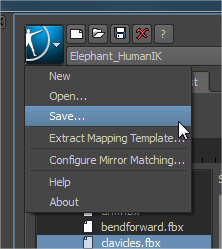 Elephant_HumanIK
New
Open...
Save...
Extract Mapping Template...
Configure Mirror Matching...
Help
About
bendforward.fbx
clavides.fbx